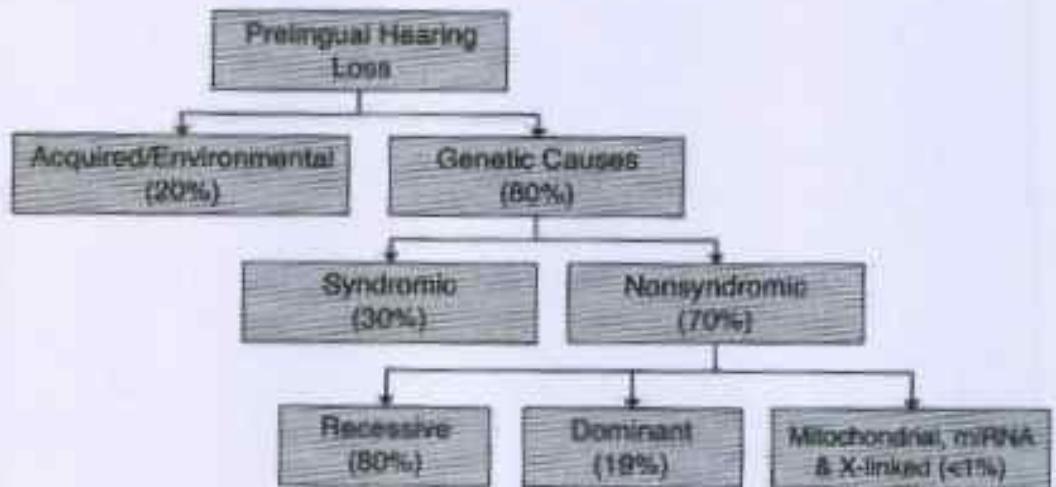 Prelingual Hearing
Loss
Acquired/Environmental
(20%)
Genetic Causes
(80%)
Syndromic
(30%)
Nonsyndromic
(70%)
Recessive
(80%)
Dominant
(19%)
Mitochondrial, miRNA
& X-linked (<1%)